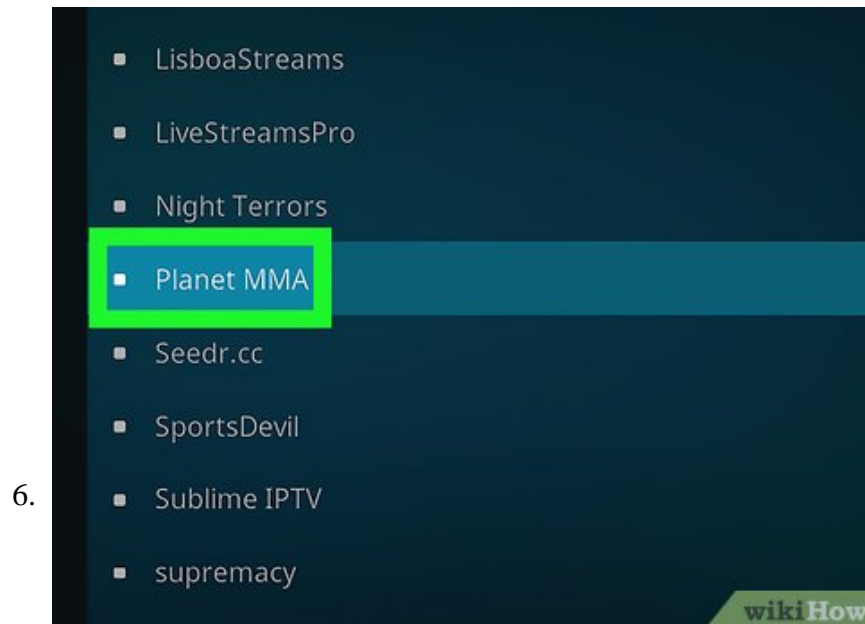 LisboaStreams
LiveStreamsPro
Night Terrors
Planet MMA
Seedr.cc
SportsDevil
6.
Sublime IPTV
supremacy
wikiHow